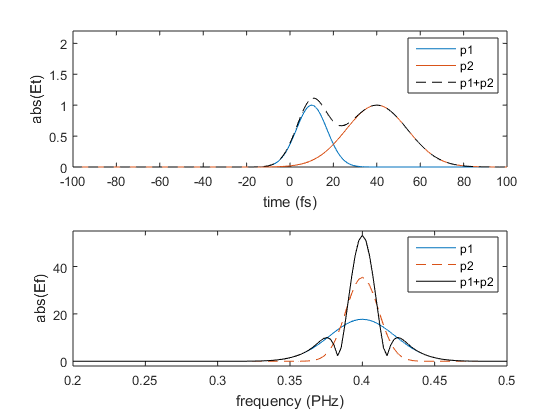 2
1.5
1
0.5
0
abs(Et)
p1
p2
p1+p2
-100 -80 -60 -40 -20 0 20 40 60 80 100
time (fs)
40
20
0
abs(Ef)
p1
p2
p1+p2
0.2 0.25 0.3 0.35 0.4 0.45 0.5
frequency (PHz)